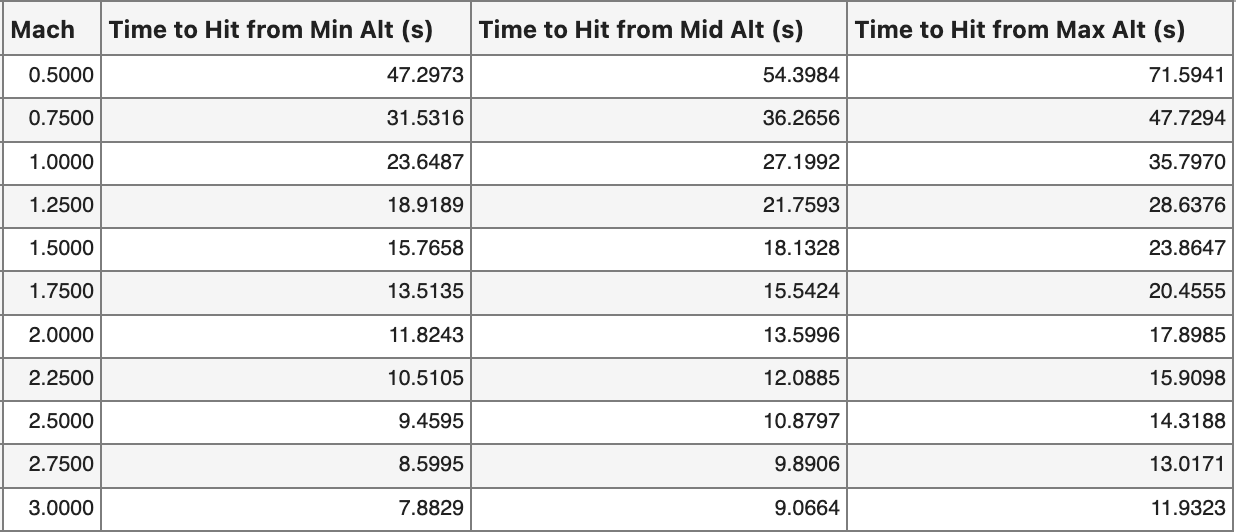 Mach Time to Hit from Min Alt (s) Time to Hit from Mid Alt (s) Time to Hit from Max Alt (s)
0.5000 47.2973 54.3984 71.5941
0.7500 31.5316 36.2656 47.7294
1.0000 23.6487 27.1992 35.7970
1.2500 18.9189 21.7593 28.6376
1.5000 15.7658 18.1328 23.8647
1.7500 13.5135 15.5424 20.4555
2.0000 11.8243 13.5996 17.8985
2.2500 10.5105 12.0885 15.9098
2.5000 9.4595 10.8797 14.3188
2.7500 8.5995 9.8906 13.0171
3.0000 7.8829 9.0664 11.9323